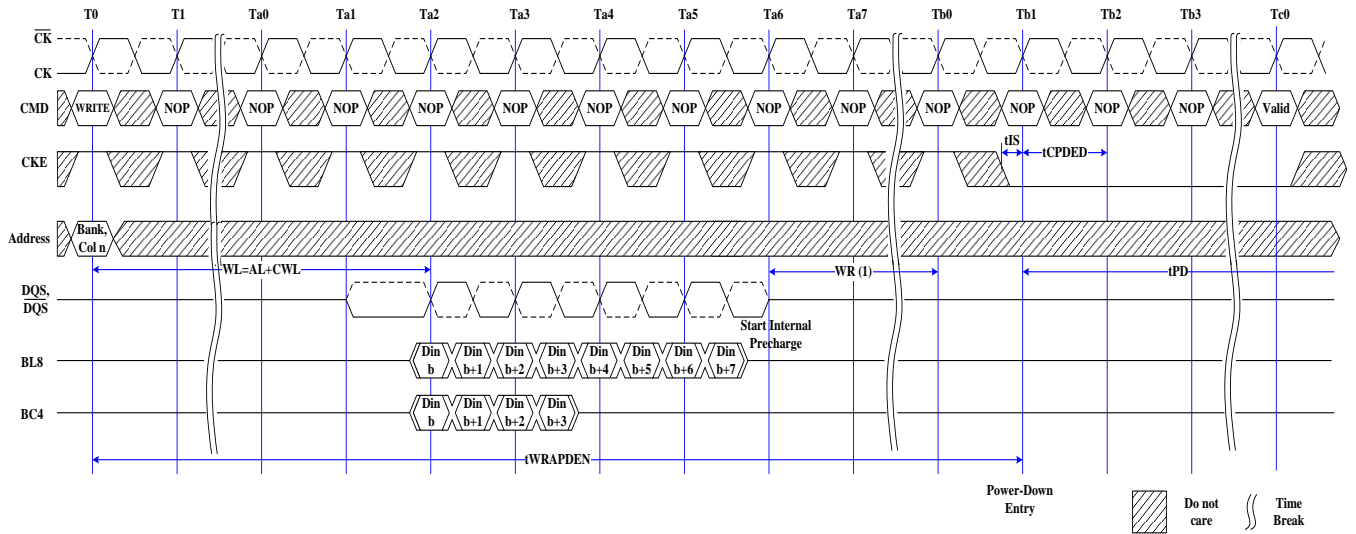 T0 T1 Ta0 Ta1 Ta2 Ta3 Ta4 Ta5 Ta6 Ta7 Tb0 Tb1 Tb2 Tb3 Tc0
CK
CK
CMD WRITE NOP NOP NOP NOP NOP NOP NOP NOP NOP NOP NOP NOP NOP Valid
tIS
CKE tCPDED
Bank,
Address Col n
WL=AL+CWL WR (1) tPD
DQS,
DQS
Start Internal
Precharge
Din Din Din Din Din Din Din Din
BL8 b b+1 b+2 b+3 b+4 b+5 b+6 b+7
Din Din Din Din
BC4 b b+1 b+2 b+3
tWRAPDEN
Power-Down
Entry
Do not
care
Time
Break